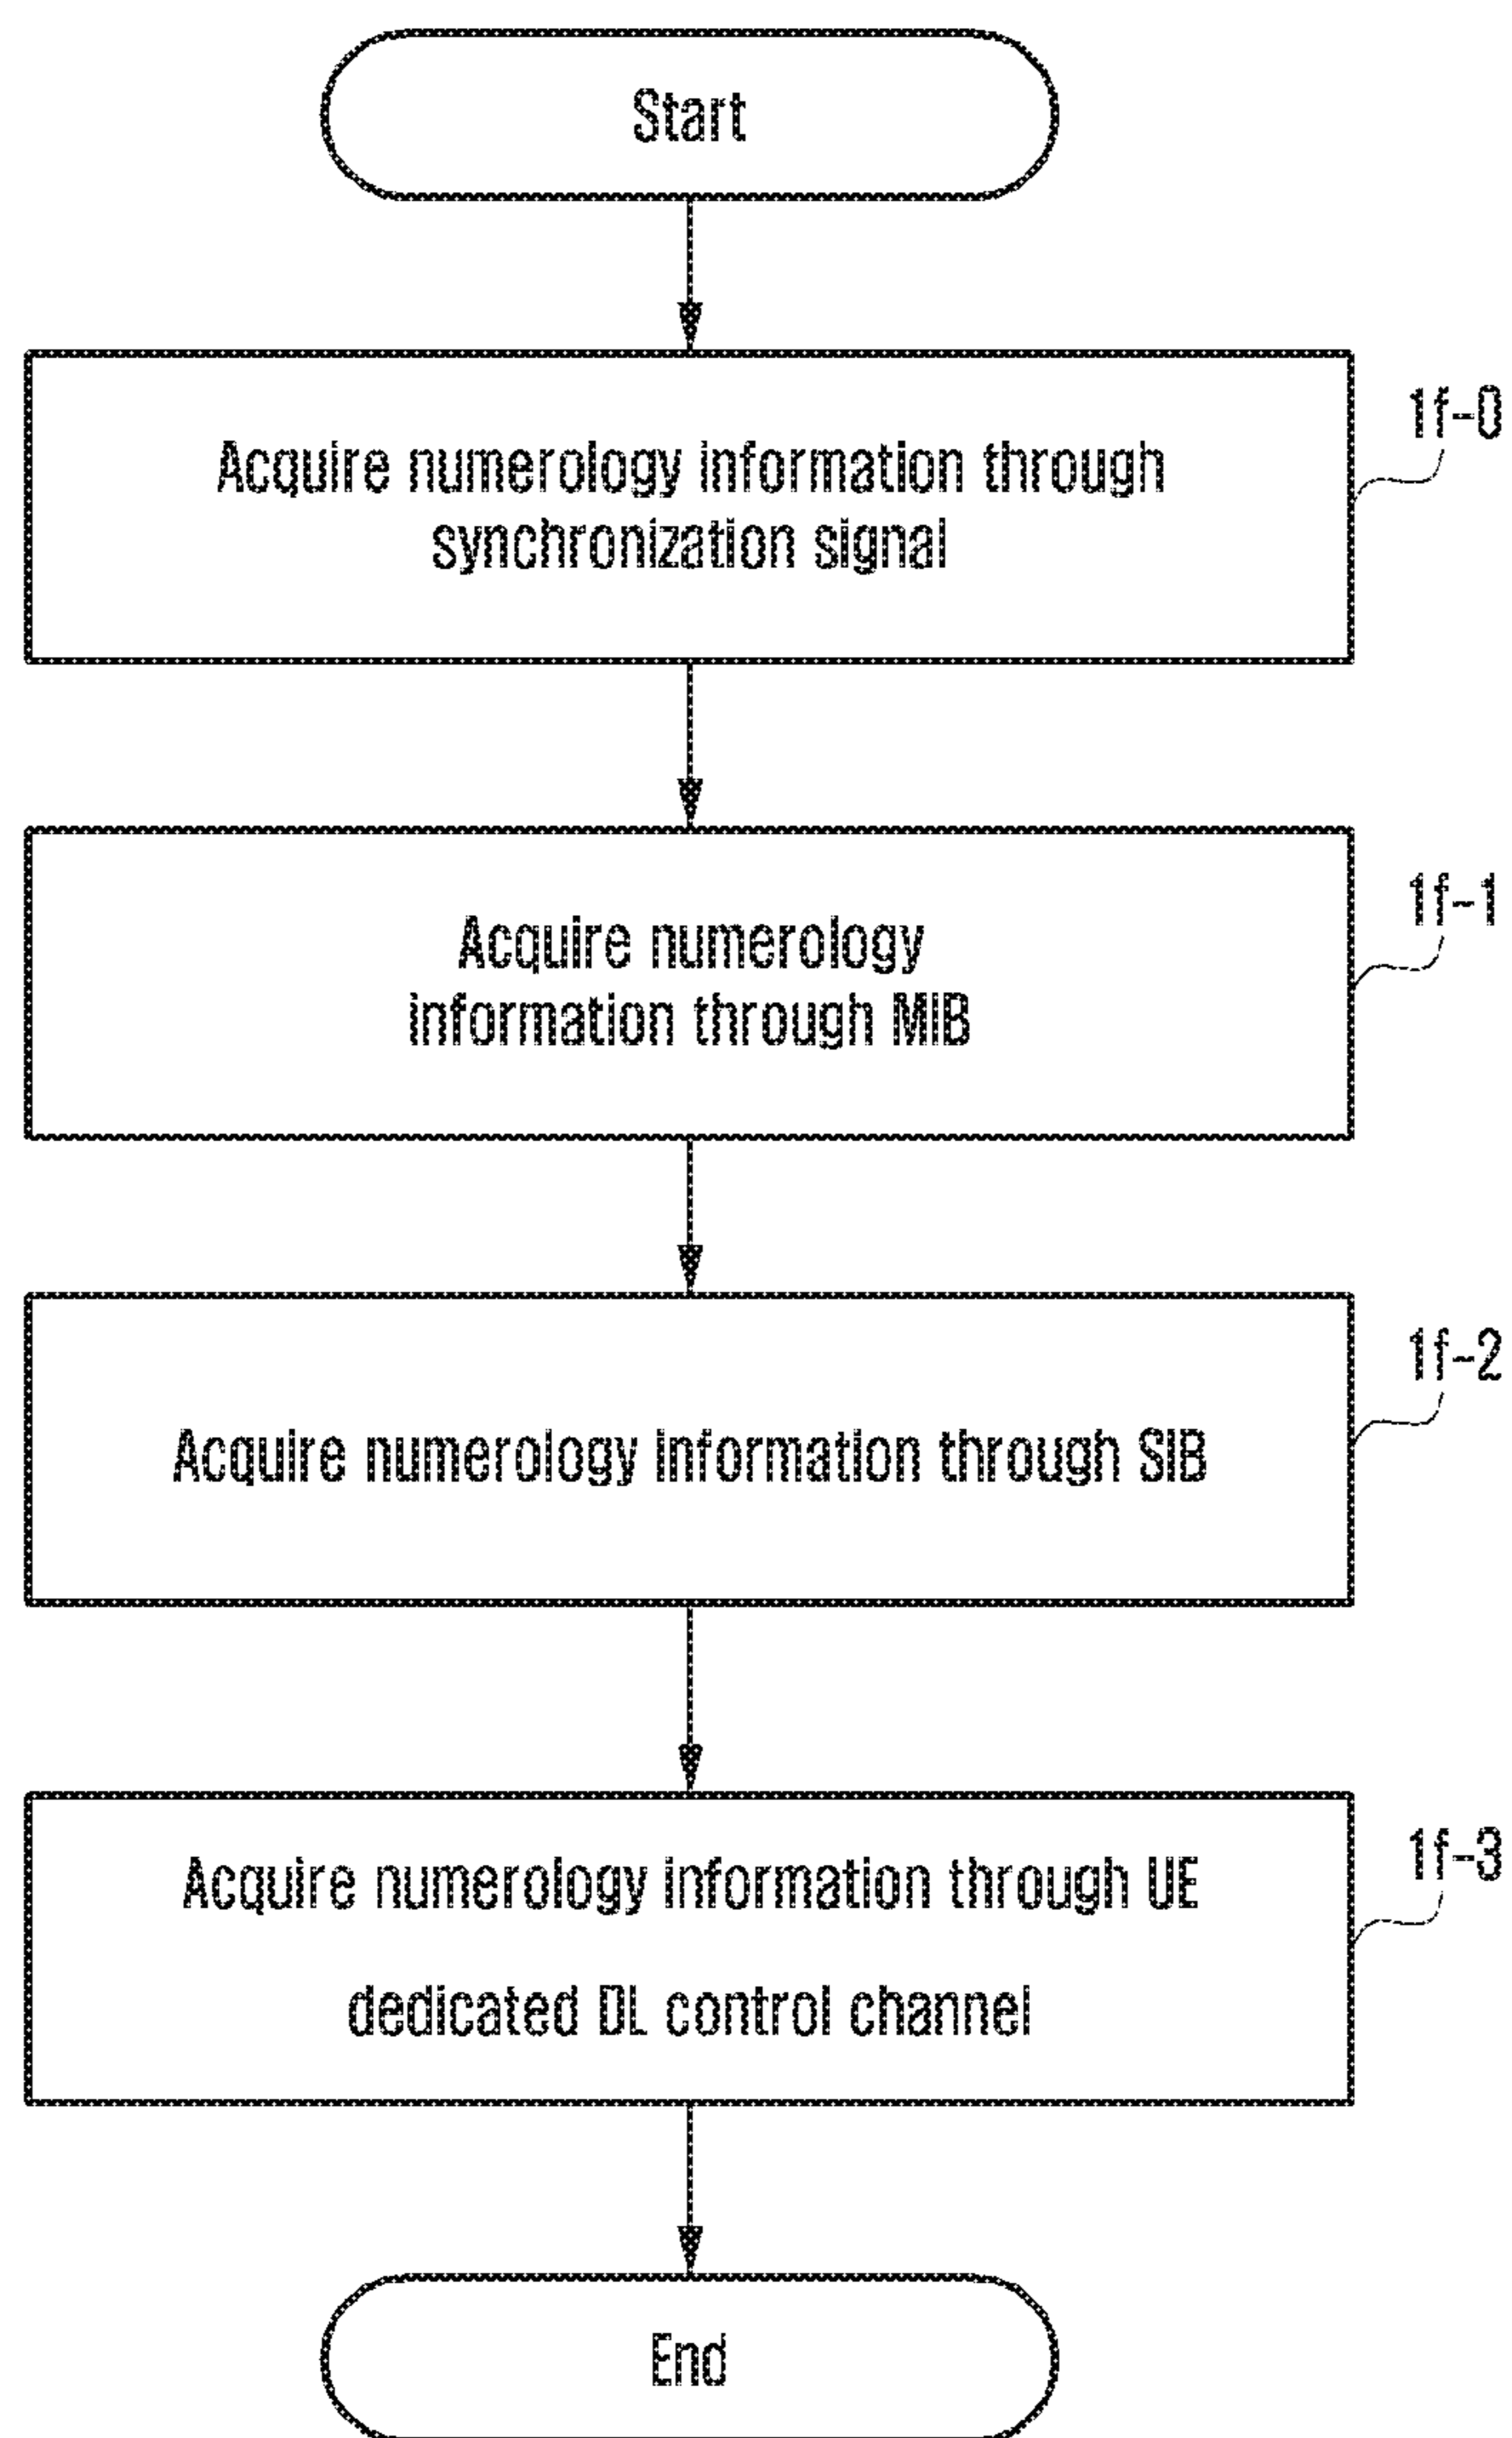 Start
1f-0
Acquire numerology information through
synchronization signal
1f-1
Acquire numerology
information through MIB
1f-2
Acquire numerology information through SIB
1f-3
Acquire numerology information through UE
dedicated DL control channel
End